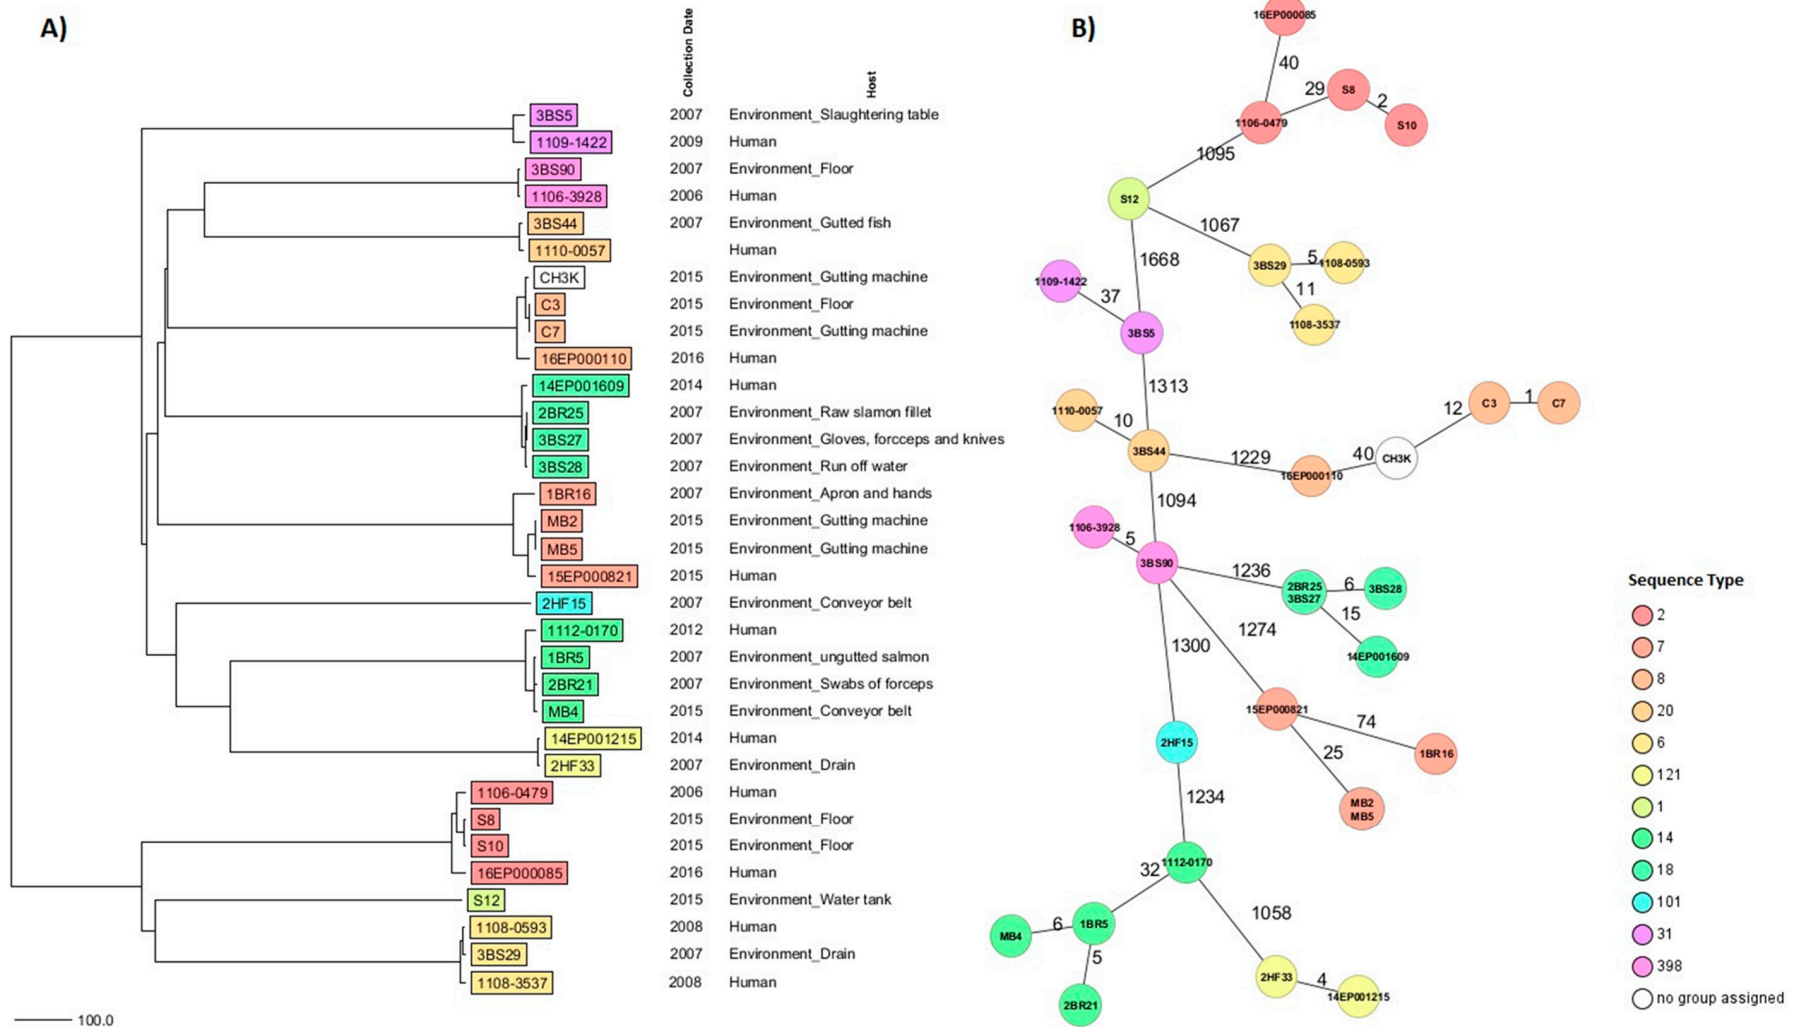 A)
Collection Date
Host
3BS5 2007 Environment_Slaughtering table
1109-1422 2009 Human
3BS90 2007 Environment_Floor
1106-3928 2006 Human
3BS44 2007 Environment_Gutted fish
1110-0057 Human
CH3K 2015 Environment_Gutting machine
C3 2015 Environment_Floor
C7 2015 Environment_Gutting machine
16EP000110 2016 Human
14EP001609 2014 Human
2BR25 2007 Environment_Raw slamon fillet
3BS27 2007 Environment_Gloves, forcceps and knives
3BS28 2007 Environment_Run off water
1BR16 2007 Environment_Apron and hands
MB2 2015 Environment_Gutting machine
MB5 2015 Environment_Gutting machine
15EP000821 2015 Human
2HF15 2007 Environment_Conveyor belt
1112-0170 2012 Human
1BR5 2007 Environment_ungutted salmon
2BR21 2007 Environment_Swabs of forceps
MB4 2015 Environment_Conveyor belt
14EP001215 2014 Human
2HF33 2007 Environment_Drain
1106-0479 2006 Human
S8 2015 Environment_Floor
S10 2015 Environment_Floor
16EP000085 2016 Human
S12 2015 Environment_Water tank
1108-0593 2008 Human
3BS29 2007 Environment_Drain
1108-3537 2008 Human
100.0
B)
16EP000085
40
29
S8
2
S10
1106-0479
1095
S12
1067
1668
3BS29
5
1108-0593
11
1108-3537
1109-1422
37
3BS5
1313
1110-0057
10
3BS44
1229
16EP000110
40
CH3K
12
C3
1
C7
1094
1106-3928
5
3BS90
1236
2BR25
3BS27
6
3BS28
15
14EP001609
1274
1300
15EP000821
74
1BR16
25
MB2
MB5
2HF15
1234
1112-0170
32
1BR5
6
MB4
5
2BR21
1058
2HF33
4
14EP001215
Sequence Type
2
7
8
20
6
121
1
14
18
101
31
398
no group assigned